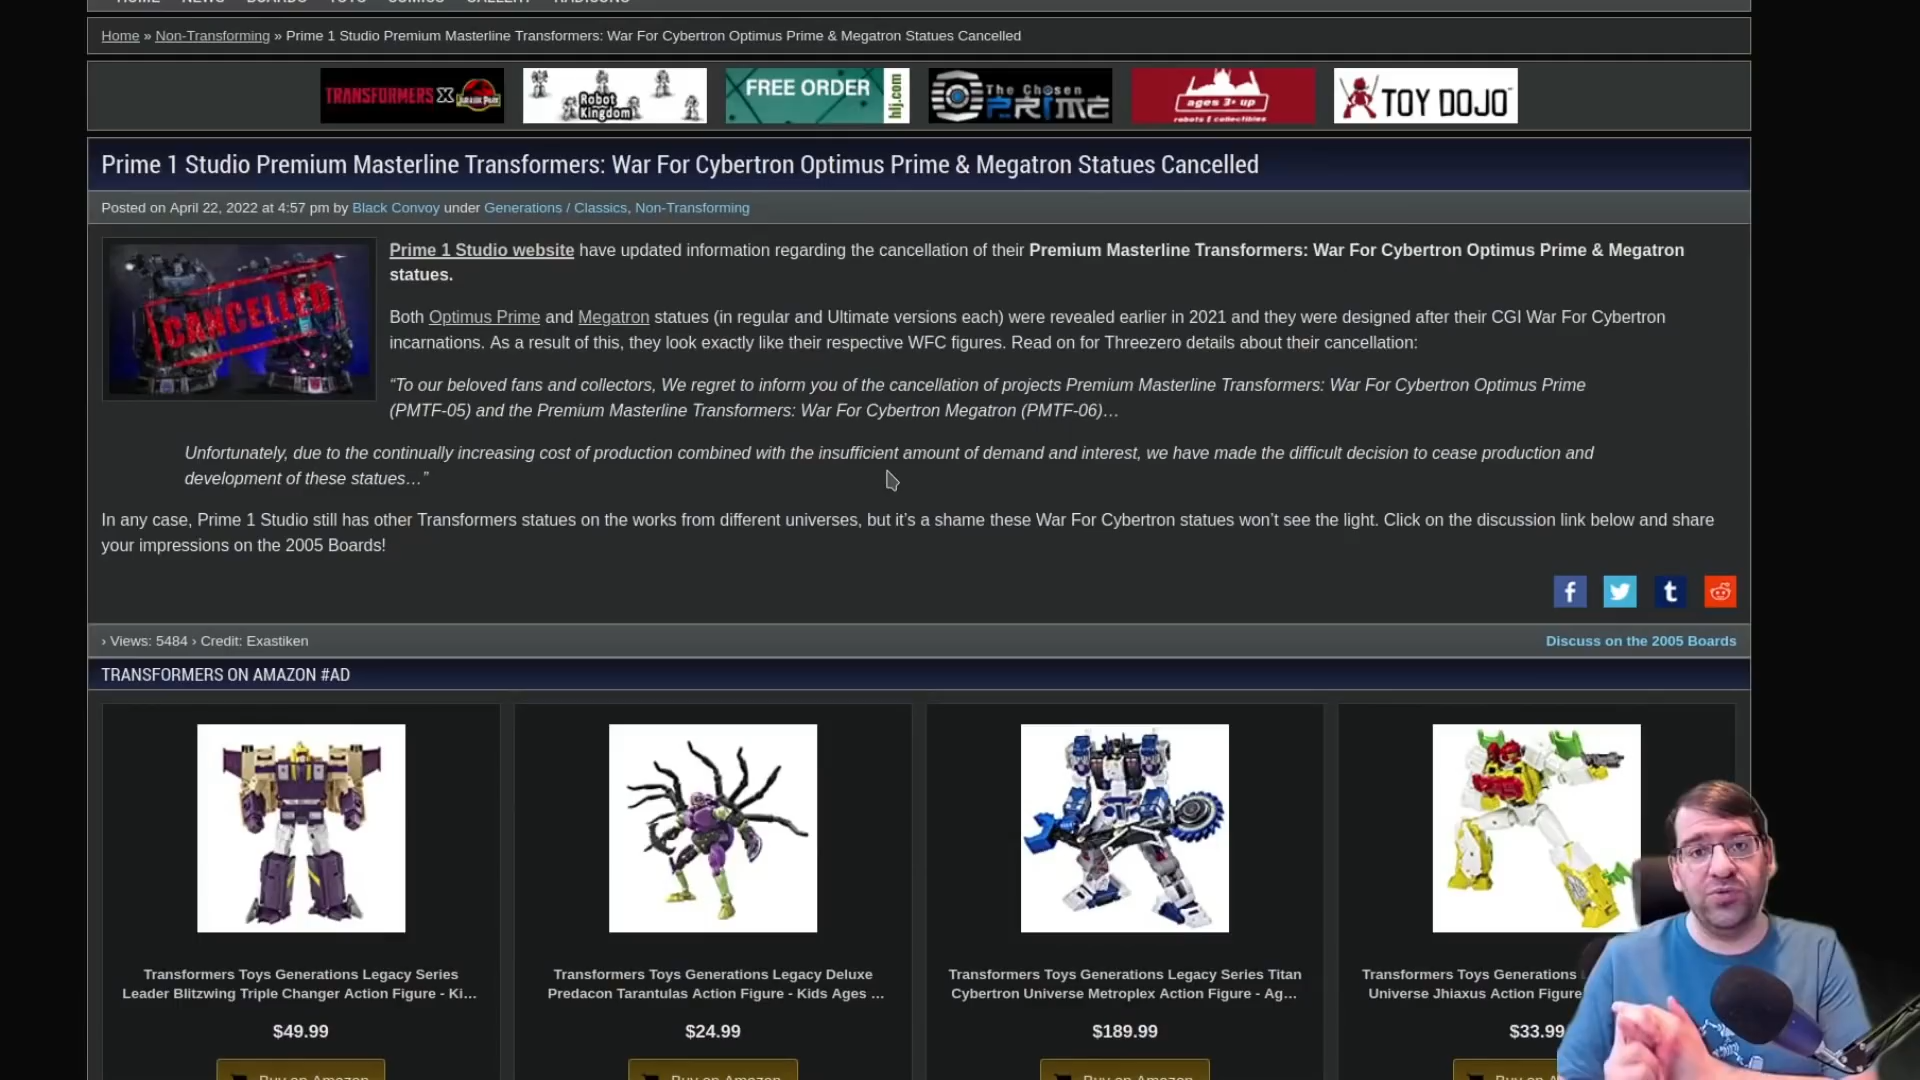 HOME NEWS BOARDS TOYS COMICS GALLERY RADICONS
Home » Non-Transforming » Prime 1 Studio Premium Masterline Transformers: War For Cybertron Optimus Prime & Megatron Statues Cancelled
TRANSFORMERS X JURASSIC PARK
Robot Kingdom
FREE ORDER hlj.com
The Chosen PRIME
ages 3+ up robots & collectibles
TOY DOJO
Prime 1 Studio Premium Masterline Transformers: War For Cybertron Optimus Prime & Megatron Statues Cancelled
Posted on April 22, 2022 at 4:57 pm by Black Convoy under Generations / Classics, Non-Transforming
CANCELLED
Prime 1 Studio website have updated information regarding the cancellation of their Premium Masterline Transformers: War For Cybertron Optimus Prime & Megatron
statues.
Both Optimus Prime and Megatron statues (in regular and Ultimate versions each) were revealed earlier in 2021 and they were designed after their CGI War For Cybertron
incarnations. As a result of this, they look exactly like their respective WFC figures. Read on for Threezero details about their cancellation:
“To our beloved fans and collectors, We regret to inform you of the cancellation of projects Premium Masterline Transformers: War For Cybertron Optimus Prime
(PMTF-05) and the Premium Masterline Transformers: War For Cybertron Megatron (PMTF-06)…
Unfortunately, due to the continually increasing cost of production combined with the insufficient amount of demand and interest, we have made the difficult decision to cease production and
development of these statues…”
In any case, Prime 1 Studio still has other Transformers statues on the works from different universes, but it’s a shame these War For Cybertron statues won’t see the light. Click on the discussion link below and share
your impressions on the 2005 Boards!
› Views: 5484 › Credit: Exastiken
Discuss on the 2005 Boards
TRANSFORMERS ON AMAZON #AD
Transformers Toys Generations Legacy Series
Leader Blitzwing Triple Changer Action Figure - Ki…
$49.99
Buy on Amazon
Transformers Toys Generations Legacy Deluxe
Predacon Tarantulas Action Figure - Kids Ages …
$24.99
Buy on Amazon
Transformers Toys Generations Legacy Series Titan
Cybertron Universe Metroplex Action Figure - Ag…
$189.99
Buy on Amazon
Transformers Toys Generations
Universe Jhiaxus Action Figure
$33.99
Buy on